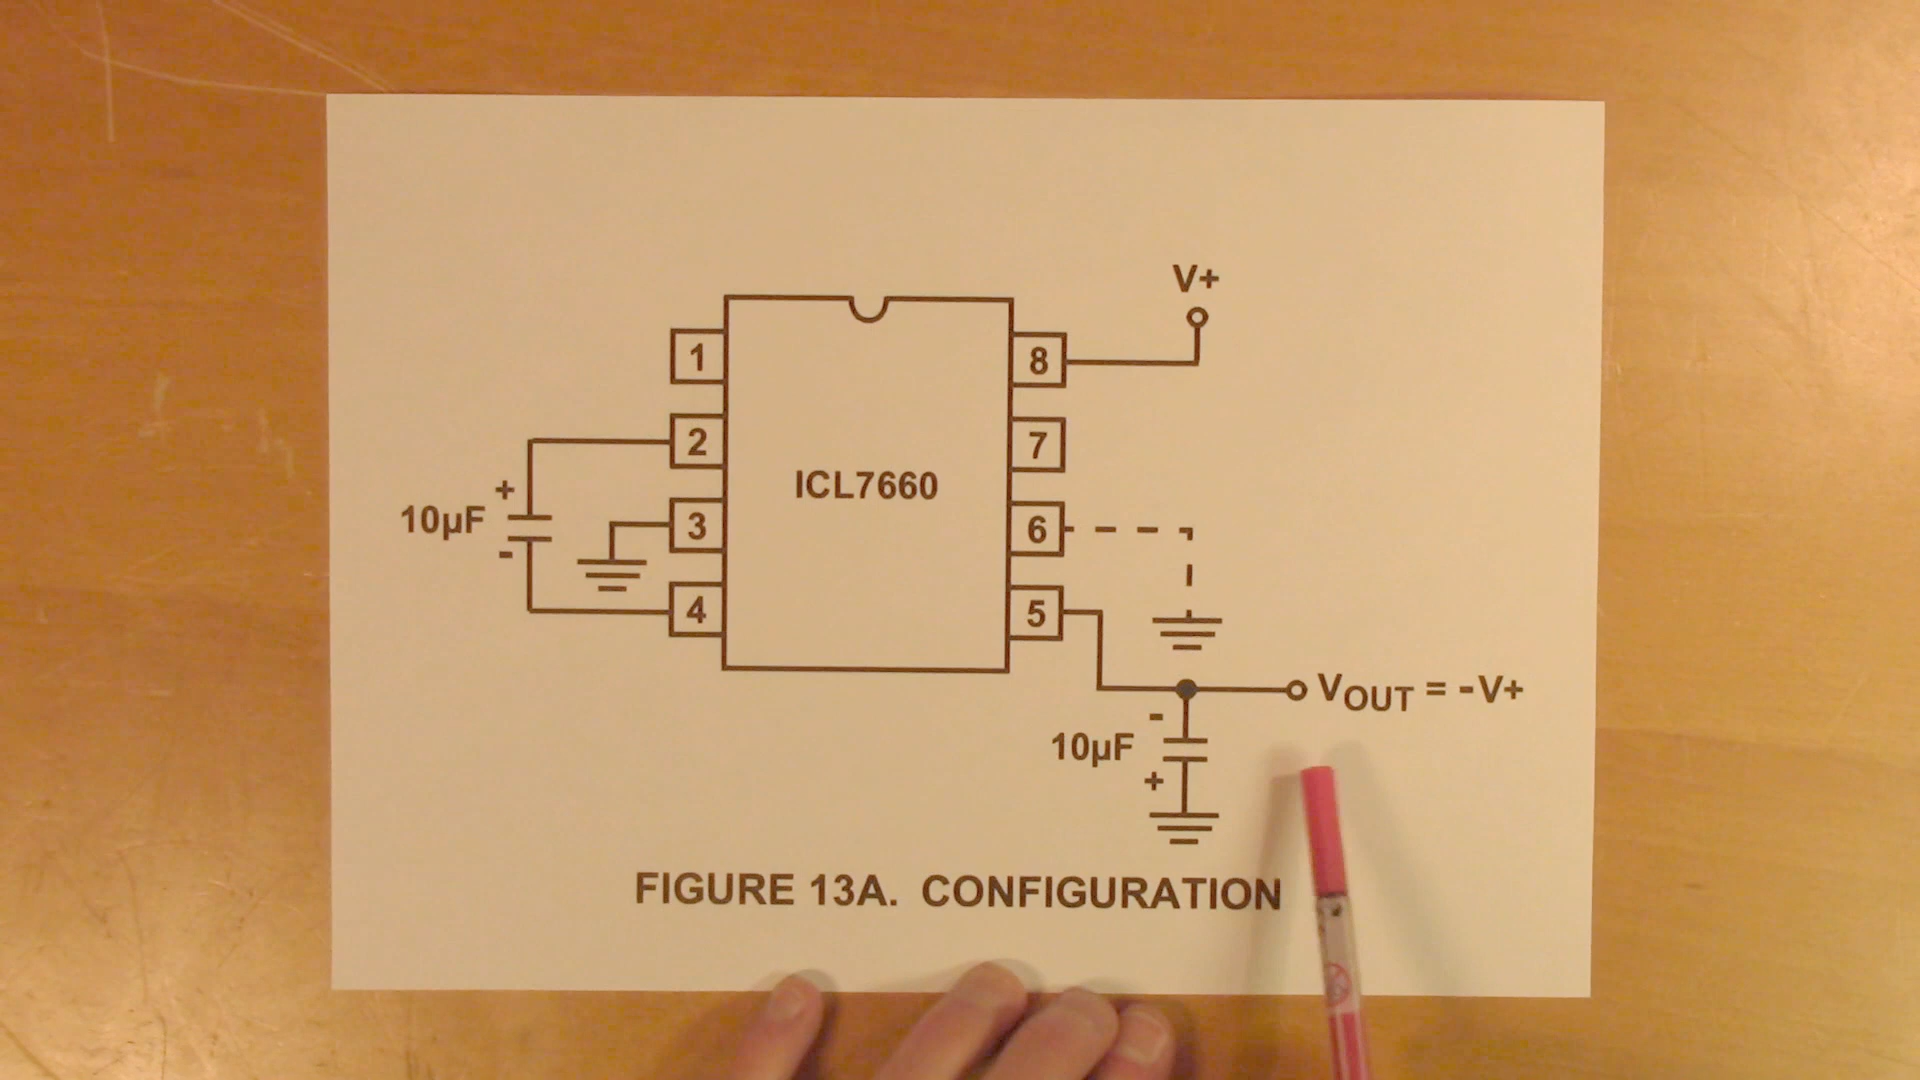 V+
1
8
2
7
ICL7660
+
10µF
-
3
6
4
5
VOUT = -V+
-
10µF
+
FIGURE 13A. CONFIGURATION